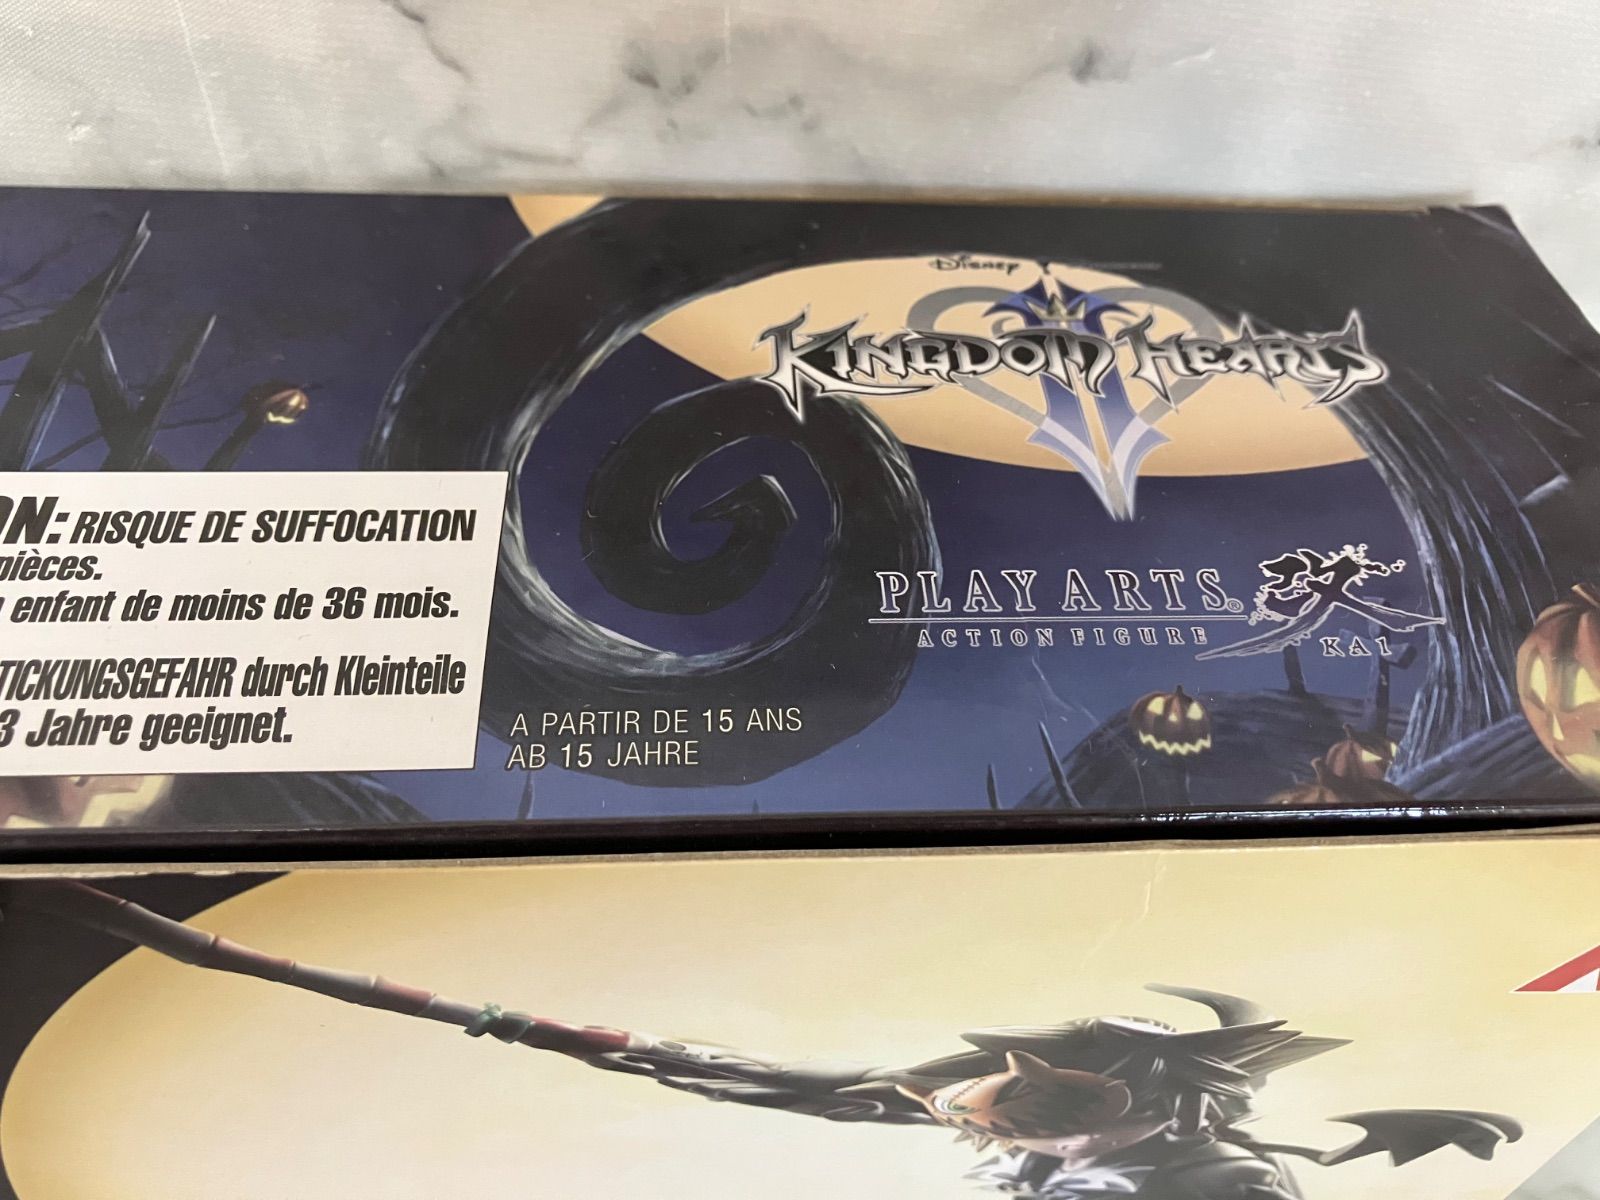 Disney
KINGDOM HEARTS
II
PLAY ARTS® 改
ACTION FIGURE KAI
ON: RISQUE DE SUFFOCATION
pièces.
enfant de moins de 36 mois.
TICKUNGSGEFAHR durch Kleinteile
3 Jahre geeignet.
A PARTIR DE 15 ANS
AB 15 JAHRE